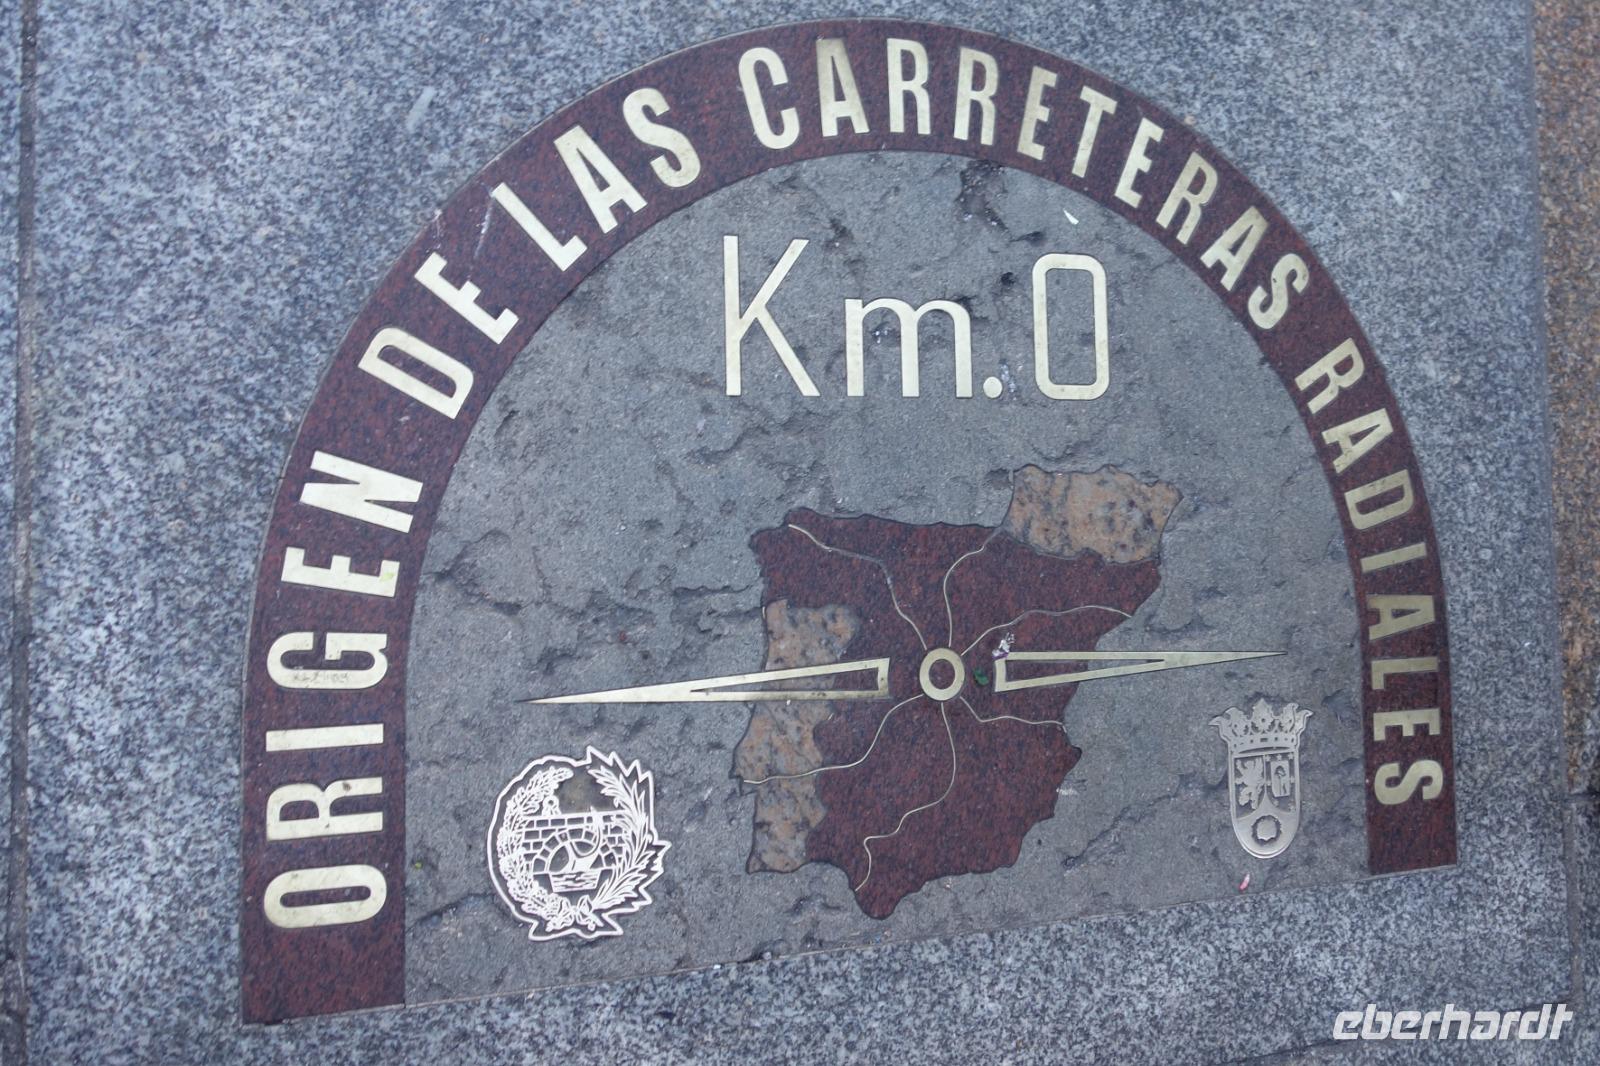 ORIGEN DE LAS CARRETERAS RADIALES
Km.0
eberhardt